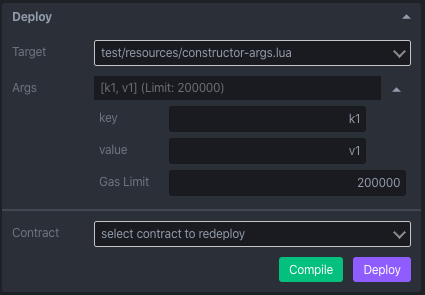 Deploy
Target test/resources/constructor-args.lua
Args [k1, v1] (Limit: 200000)
key k1
value v1
Gas Limit 200000
Contract select contract to redeploy
Compile Deploy